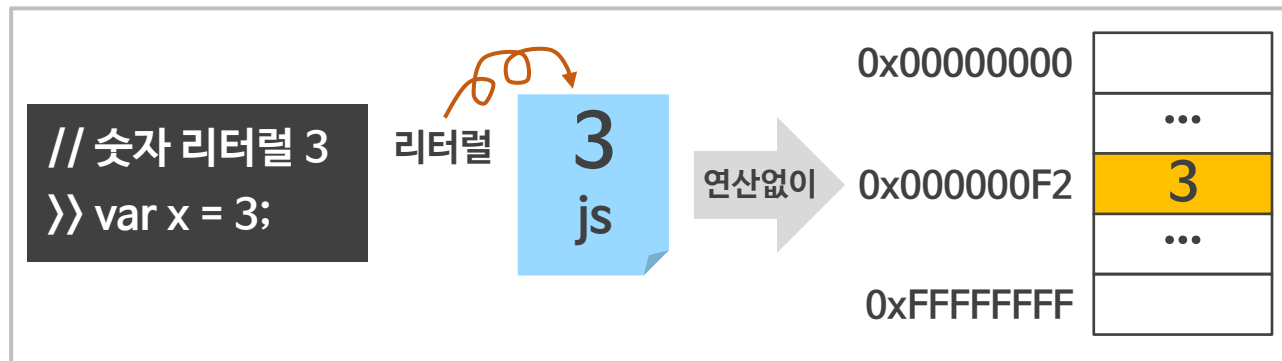 // 숫자 리터럴 3
⟩⟩ var x = 3;
리터럴
3
js
연산없이
0x00000000
...
0x000000F2
3
...
0xFFFFFFFF